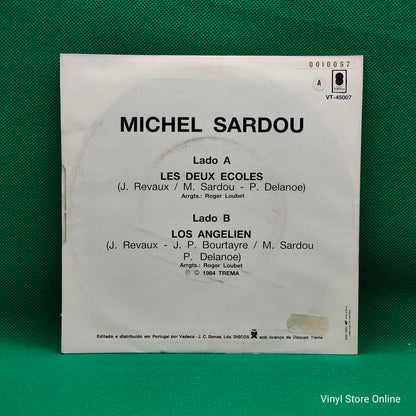 0010057
A
VT-45007
MICHEL SARDOU
Lado A
LES DEUX ECOLES
(J. Revaux / M. Sardou - P. Delanoe)
Arrgts.: Roger Loubet
Lado B
LOS ANGELIEN
(J. Revaux - J. P. Bourtayre / M. Sardou
P. Delanoe)
Arrgts.: Roger Loubet
Ⓟ © 1984 TREMA
Editado e distribuido em Portugal por Vadeca - J. C. Donas, Lda. DISCOS sob. licença de Disques Trema
Vinyl Store Online